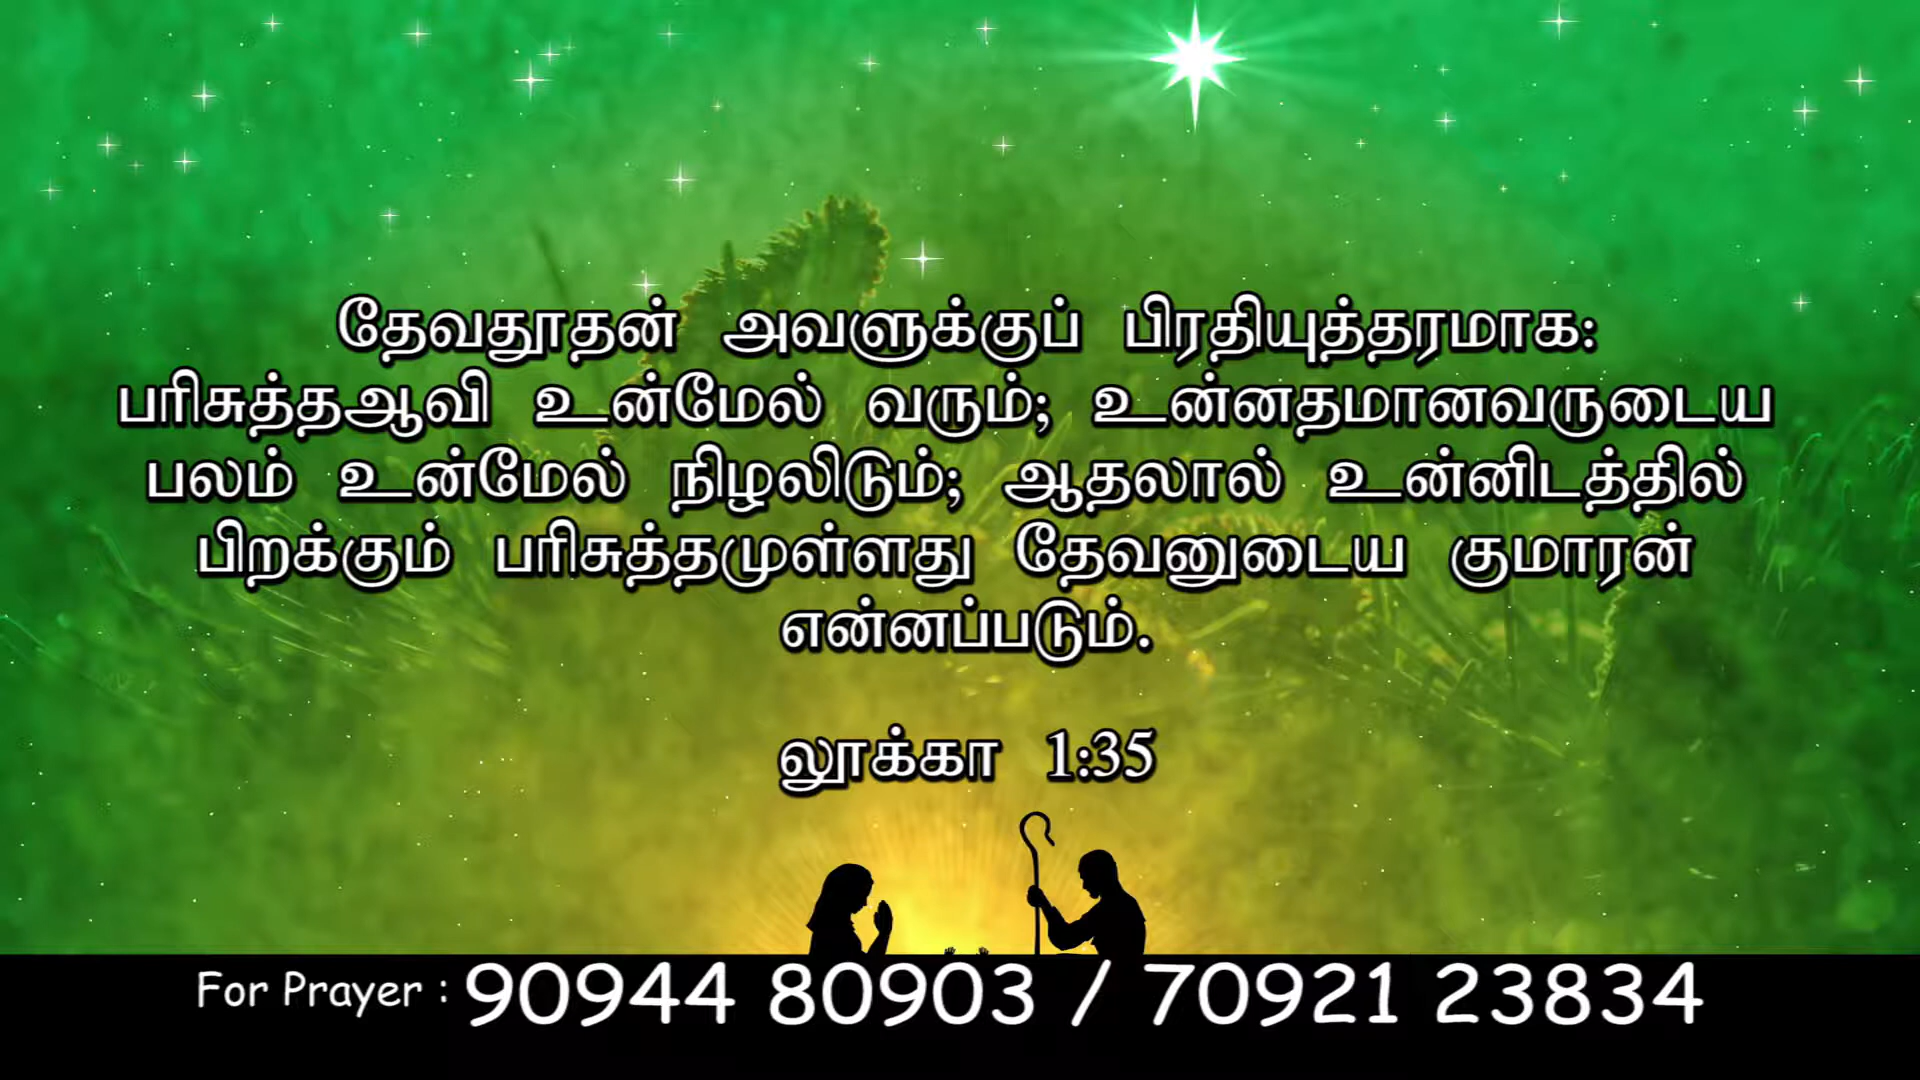 தேவதூதன் அவளுக்குப் பிரதியுத்தரமாக:
பரிசுத்தஆவி உன்மேல் வரும்; உன்னதமானவருடைய
பலம் உன்மேல் நிழலிடும்; ஆதலால் உன்னிடத்தில்
பிறக்கும் பரிசுத்தமுள்ளது தேவனுடைய குமாரன்
என்னப்படும்.
லூக்கா 1:35
For Prayer : 90944 80903 / 70921 23834